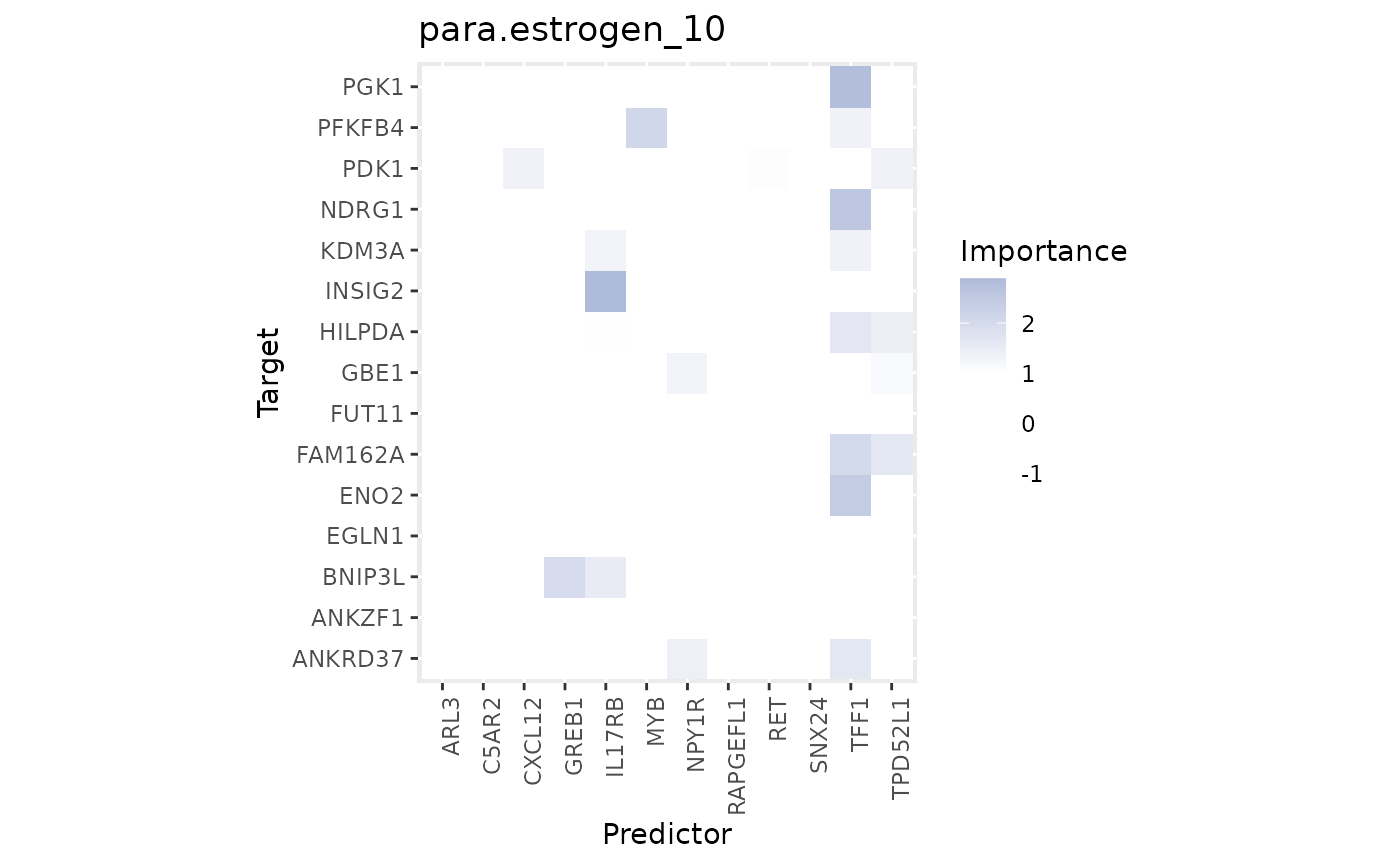 para.estrogen_10
PGK1
PFKFB4
PDK1
NDRG1
KDM3A
INSIG2
HILPDA
GBE1
FUT11
FAM162A
ENO2
EGLN1
BNIP3L
ANKZF1
ANKRD37
Target
ARL3
C5AR2
CXCL12
GREB1
IL17RB
MYB
NPY1R
RAPGEFL1
RET
SNX24
TFF1
TPD52L1
Predictor
Importance
2
1
0
-1